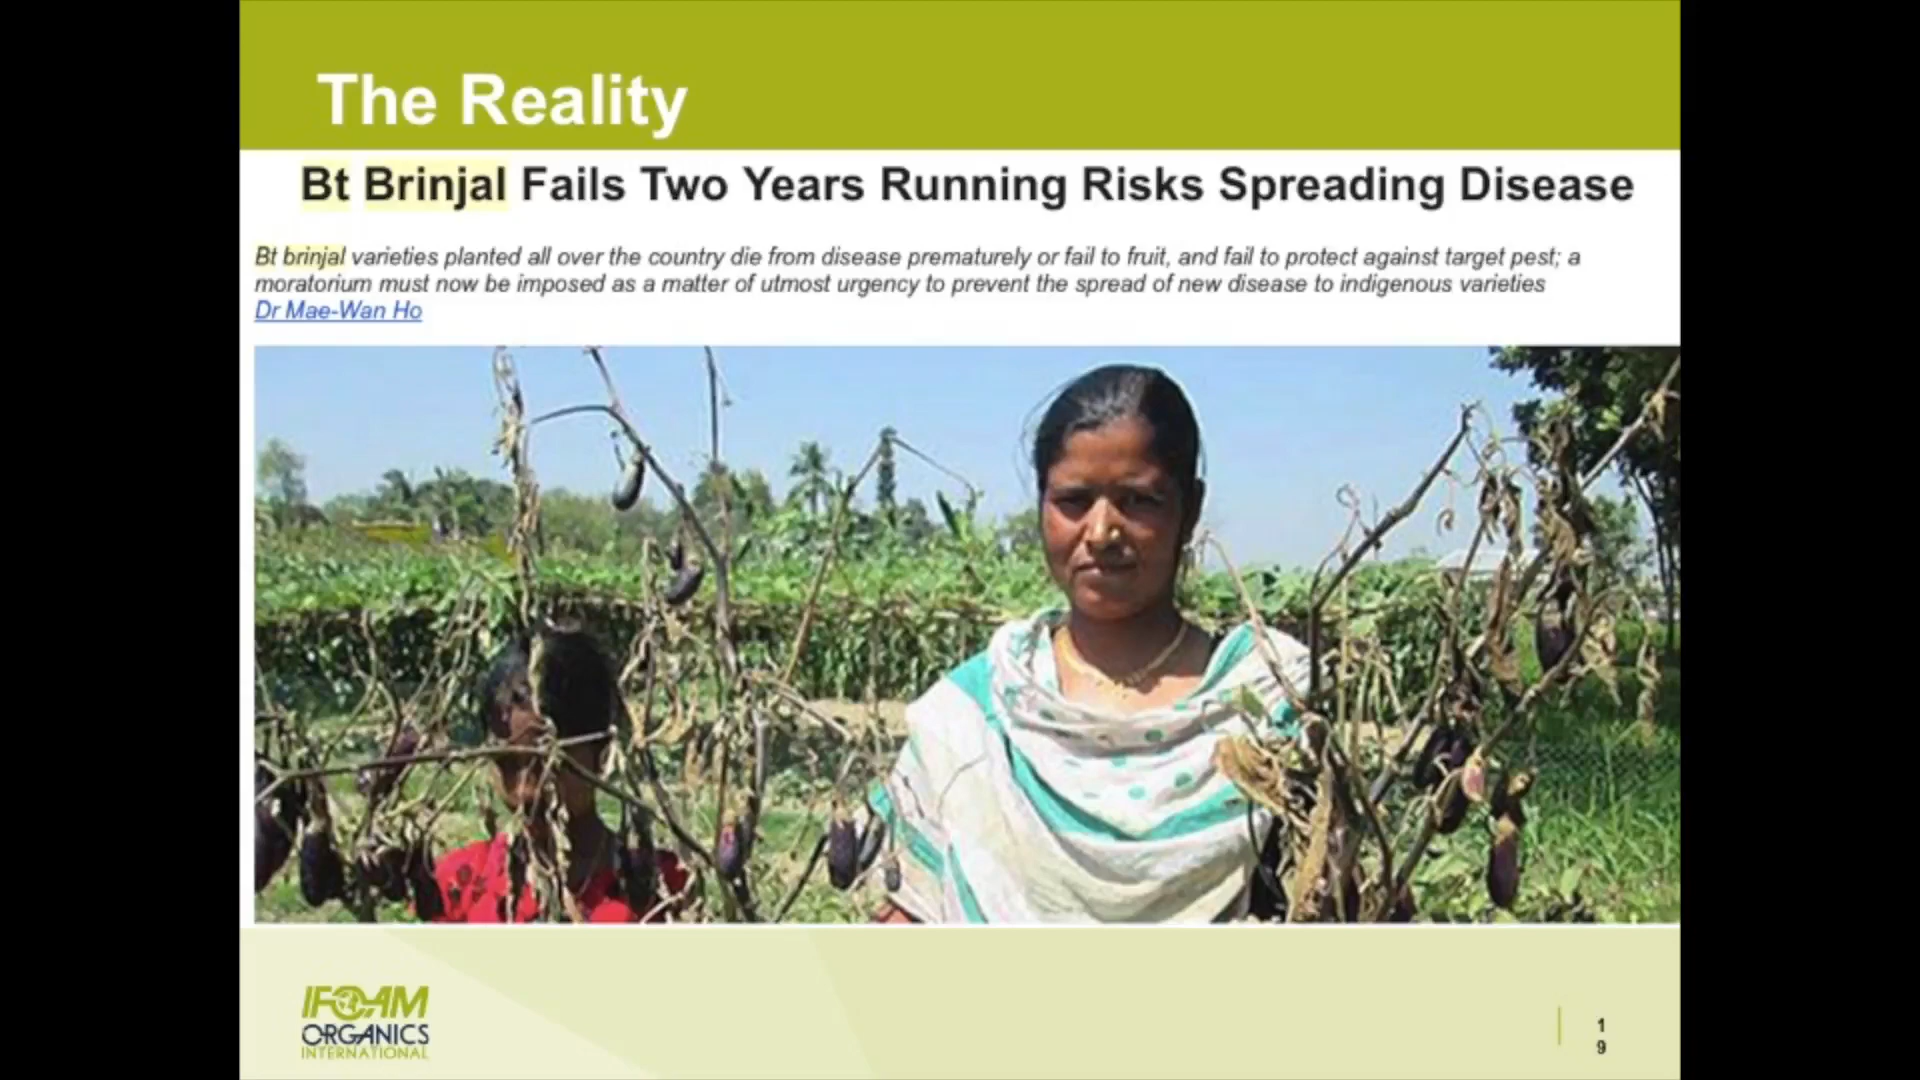 The Reality
Bt Brinjal Fails Two Years Running Risks Spreading Disease
Bt brinjal varieties planted all over the country die from disease prematurely or fail to fruit, and fail to protect against target pest; a
moratorium must now be imposed as a matter of utmost urgency to prevent the spread of new disease to indigenous varieties
Dr Mae-Wan Ho
IFOAM
ORGANICS
INTERNATIONAL
1
9